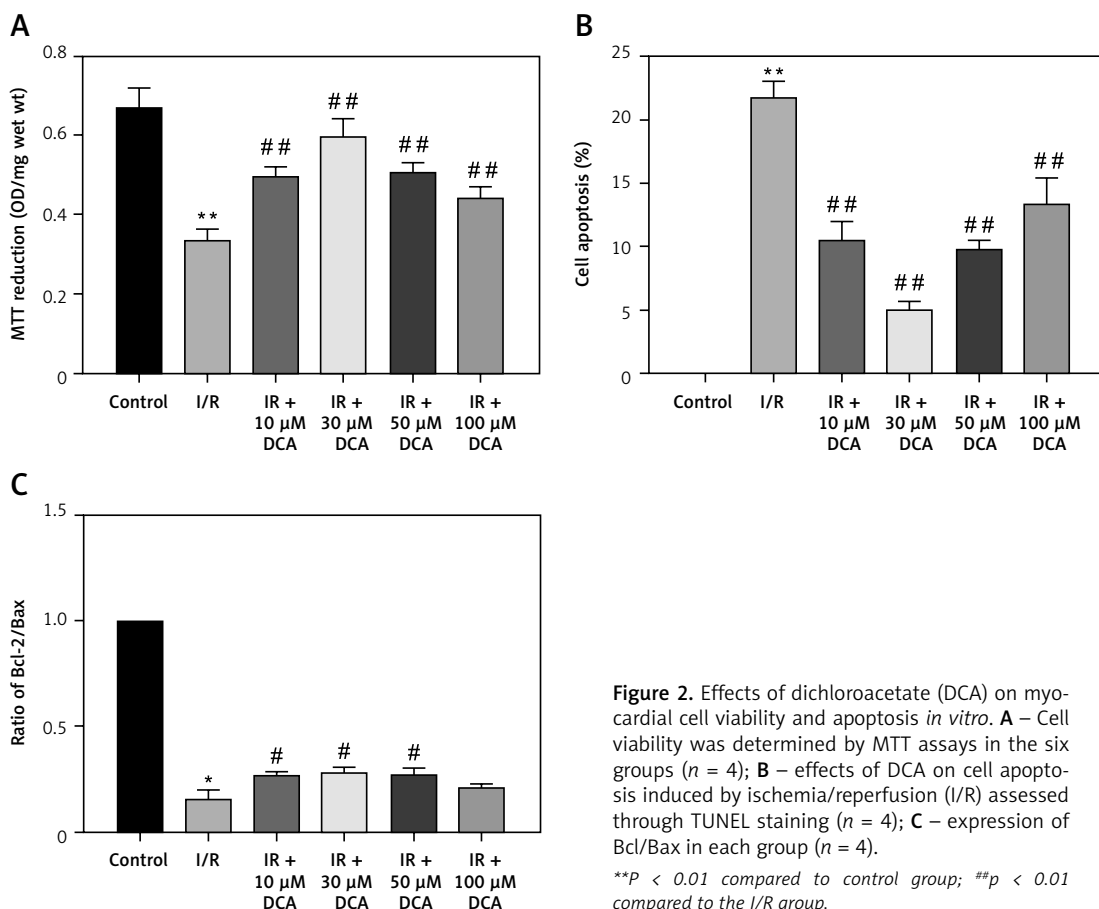 A
MTT reduction (OD/mg wet wt)
0.8
0.6
0.4
0.2
0
**
##
##
##
##
Control I/R IR + IR + IR + IR +
10 µM 30 µM 50 µM 100 µM
DCA DCA DCA DCA
B
Cell apoptosis (%)
25
20
15
10
5
0
**
##
##
##
##
Control I/R IR + IR + IR + IR +
10 µM 30 µM 50 µM 100 µM
DCA DCA DCA DCA
C
Ratio of Bcl-2/Bax
1.5
1.0
0.5
0
*
#
#
#
Control I/R IR + IR + IR + IR +
10 µM 30 µM 50 µM 100 µM
DCA DCA DCA DCA
Figure 2. Effects of dichloroacetate (DCA) on myo-
cardial cell viability and apoptosis in vitro. A – Cell
viability was determined by MTT assays in the six
groups (n = 4); B – effects of DCA on cell apopto-
sis induced by ischemia/reperfusion (I/R) assessed
through TUNEL staining (n = 4); C – expression of
Bcl/Bax in each group (n = 4).
**P < 0.01 compared to control group; ##p < 0.01
compared to the I/R group.